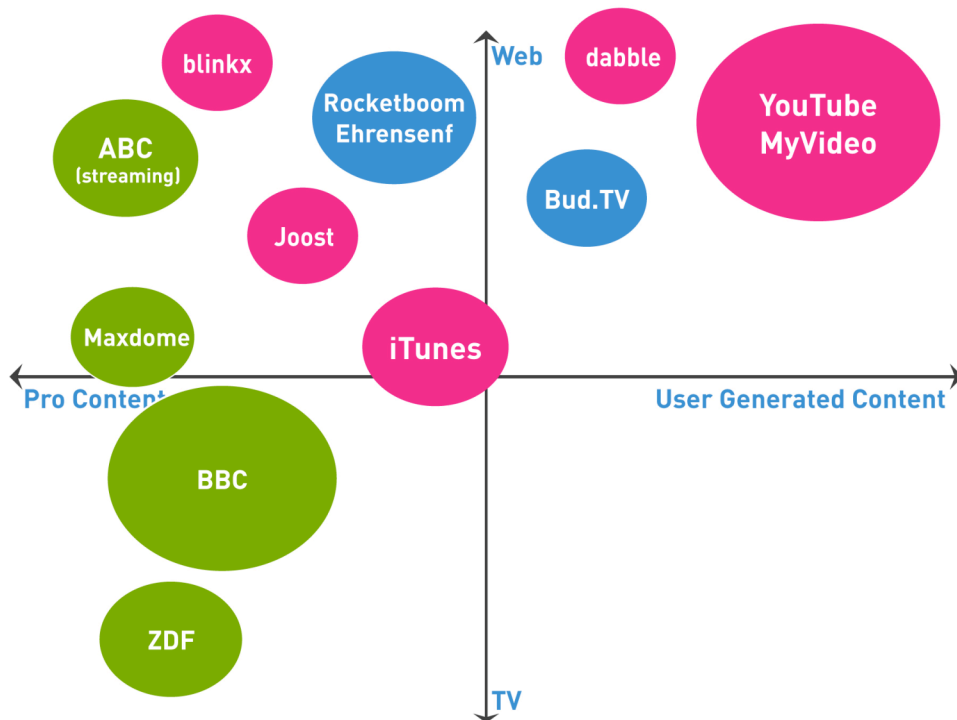 blinkx
Web
dabble
Rocketboom
Ehrensenf
YouTube
MyVideo
ABC
(streaming)
Bud.TV
Joost
Maxdome
iTunes
Pro Content
User Generated Content
BBC
ZDF
TV